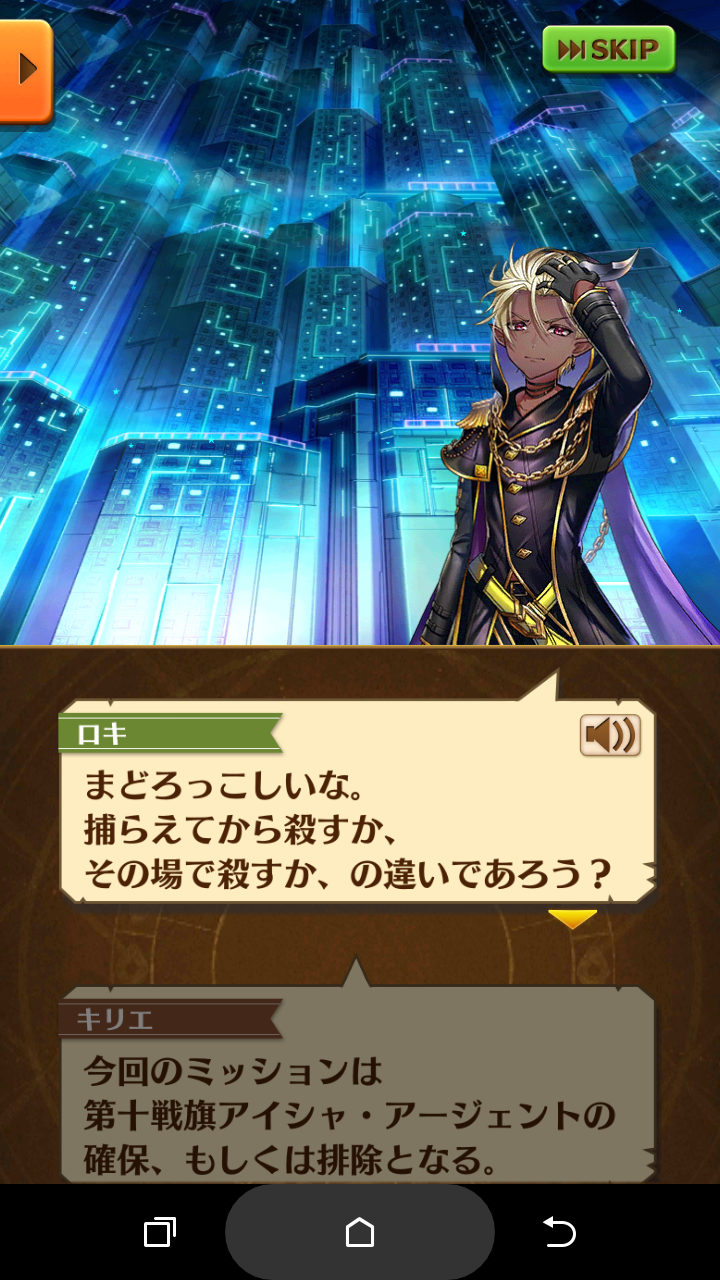 SKIP
ロキ
まどろっこしいな。
捕らえてから殺すか、
その場で殺すか、の違いであろう？
キリエ
今回のミッションは
第十戦旗アイシャ・アージェントの
確保、もしくは排除となる。